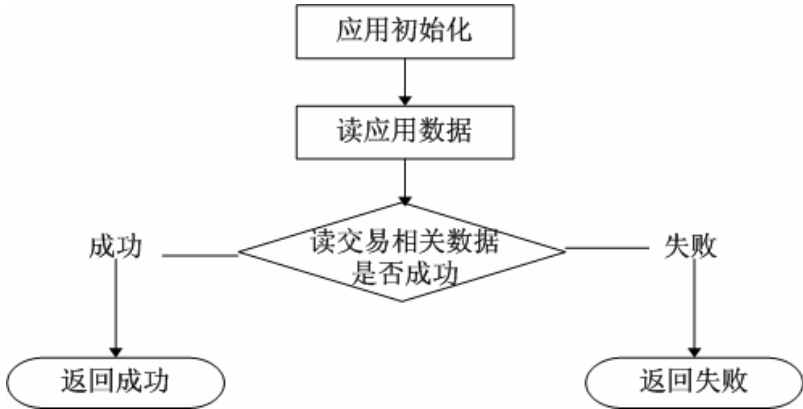 应用初始化
读应用数据
读交易相关数据
是否成功
成功
失败
返回成功
返回失败